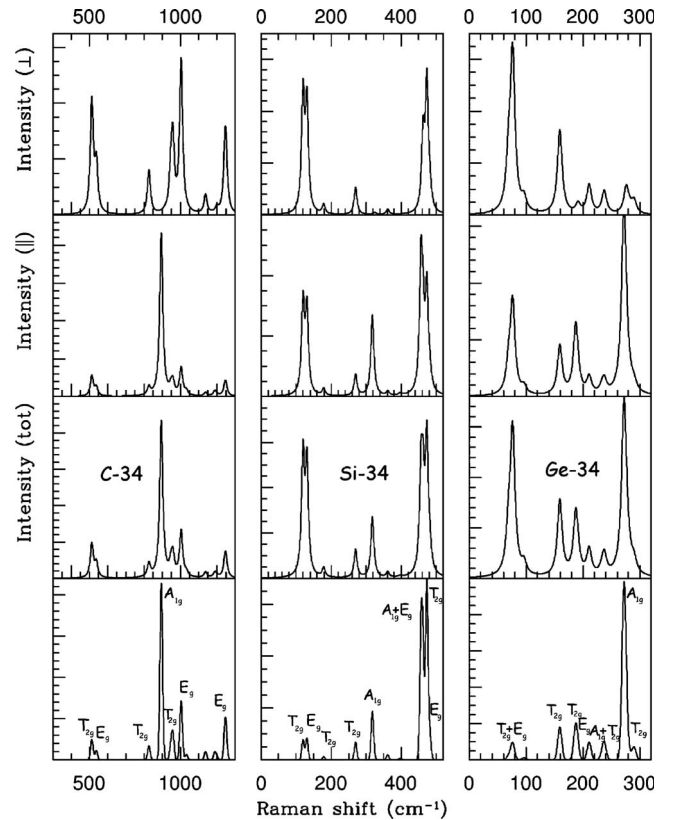 500 1000 0 200 400 0 100 200 300
Intensity (⊥)
Intensity (||)
Intensity (tot)
C-34 Si-34 Ge-34
A1g
T2g Eg T2g T2g Eg Eg
T2g
A1g+Eg
A1g
T2g Eg T2g T2g Eg
A1g
T2g T2g T2g+Eg Eg A1g+T2g T2g
500 1000 0 200 400 0 100 200 300
Raman shift (cm⁻¹)